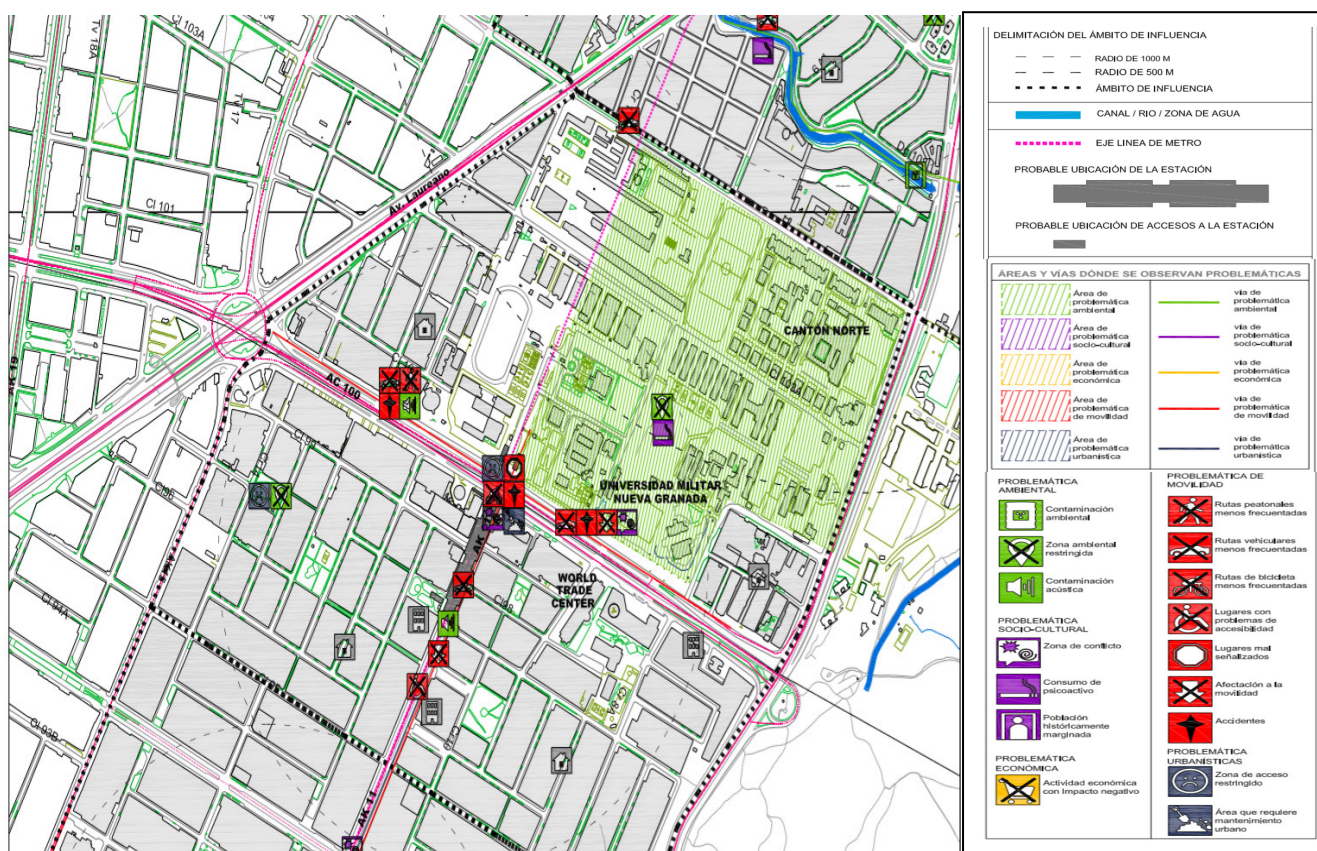 Cl 103A
Tv 18A
Tv 17
Cl 101
Av. Laureano
AK 19
AC 100
CANTÓN NORTE
UNIVERSIDAD MILITAR
NUEVA GRANADA
AK
WORLD
TRADE
CENTER
Cl 94A
Cl 93B
AK 11
DELIMITACIÓN DEL ÁMBITO DE INFLUENCIA
RADIO DE 1000 M
RADIO DE 500 M
ÁMBITO DE INFLUENCIA
CANAL / RIO / ZONA DE AGUA
EJE LINEA DE METRO
PROBABLE UBICACIÓN DE LA ESTACIÓN
PROBABLE UBICACIÓN DE ACCESOS A LA ESTACIÓN
ÁREAS Y VÍAS DÓNDE SE OBSERVAN PROBLEMÁTICAS
Área de
problemática
ambiental
vía de
problemática
ambiental
Área de
problemática
socio-cultural
vía de
problemática
socio-cultural
Área de
problemática
económica
vía de
problemática
económica
Área de
problemática
de movilidad
vía de
problemática
de movilidad
Área de
problemática
urbanística
vía de
problemática
urbanística
PROBLEMÁTICA
AMBIENTAL
Contaminación
ambiental
Zona ambiental
restringida
Contaminación
acústica
PROBLEMÁTICA
SOCIO-CULTURAL
Zona de conflicto
Consumo de
psicoactivo
Población
históricamente
marginada
PROBLEMÁTICA
ECONÓMICA
Actividad económica
con impacto negativo
PROBLEMÁTICA DE
MOVILIDAD
Rutas peatonales
menos frecuentadas
Rutas vehiculares
menos frecuentadas
Rutas de bicicleta
menos frecuentadas
Lugares con
problemas de
accesibilidad
Lugares mal
señalizados
Afectación a la
movilidad
Accidentes
PROBLEMÁTICA
URBANÍSTICAS
Zona de acceso
restringido
Área que requiere
mantenimiento
urbano